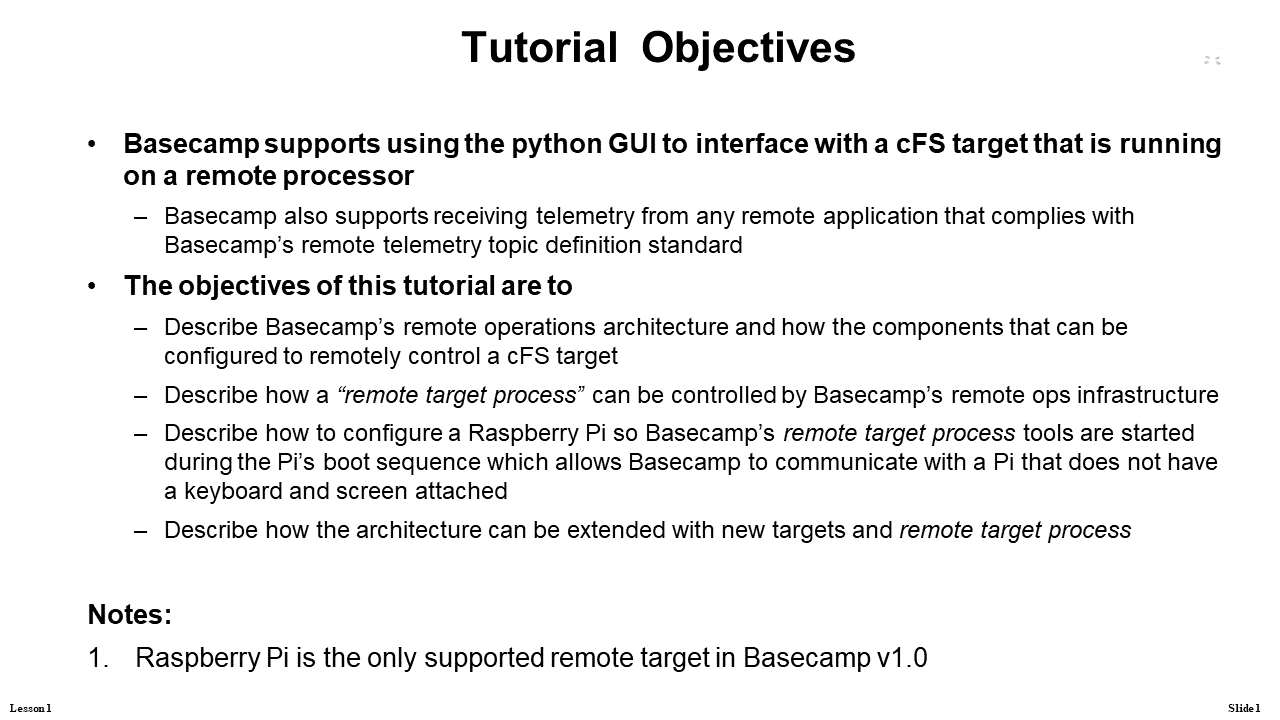 Tutorial Objectives
• Basecamp supports using the python GUI to interface with a cFS target that is running
on a remote processor
– Basecamp also supports receiving telemetry from any remote application that complies with
Basecamp’s remote telemetry topic definition standard
• The objectives of this tutorial are to
– Describe Basecamp’s remote operations architecture and how the components that can be
configured to remotely control a cFS target
– Describe how a “remote target process” can be controlled by Basecamp’s remote ops infrastructure
– Describe how to configure a Raspberry Pi so Basecamp’s remote target process tools are started
during the Pi’s boot sequence which allows Basecamp to communicate with a Pi that does not have
a keyboard and screen attached
– Describe how the architecture can be extended with new targets and remote target process
Notes:
1. Raspberry Pi is the only supported remote target in Basecamp v1.0
Lesson 1
Slide 1